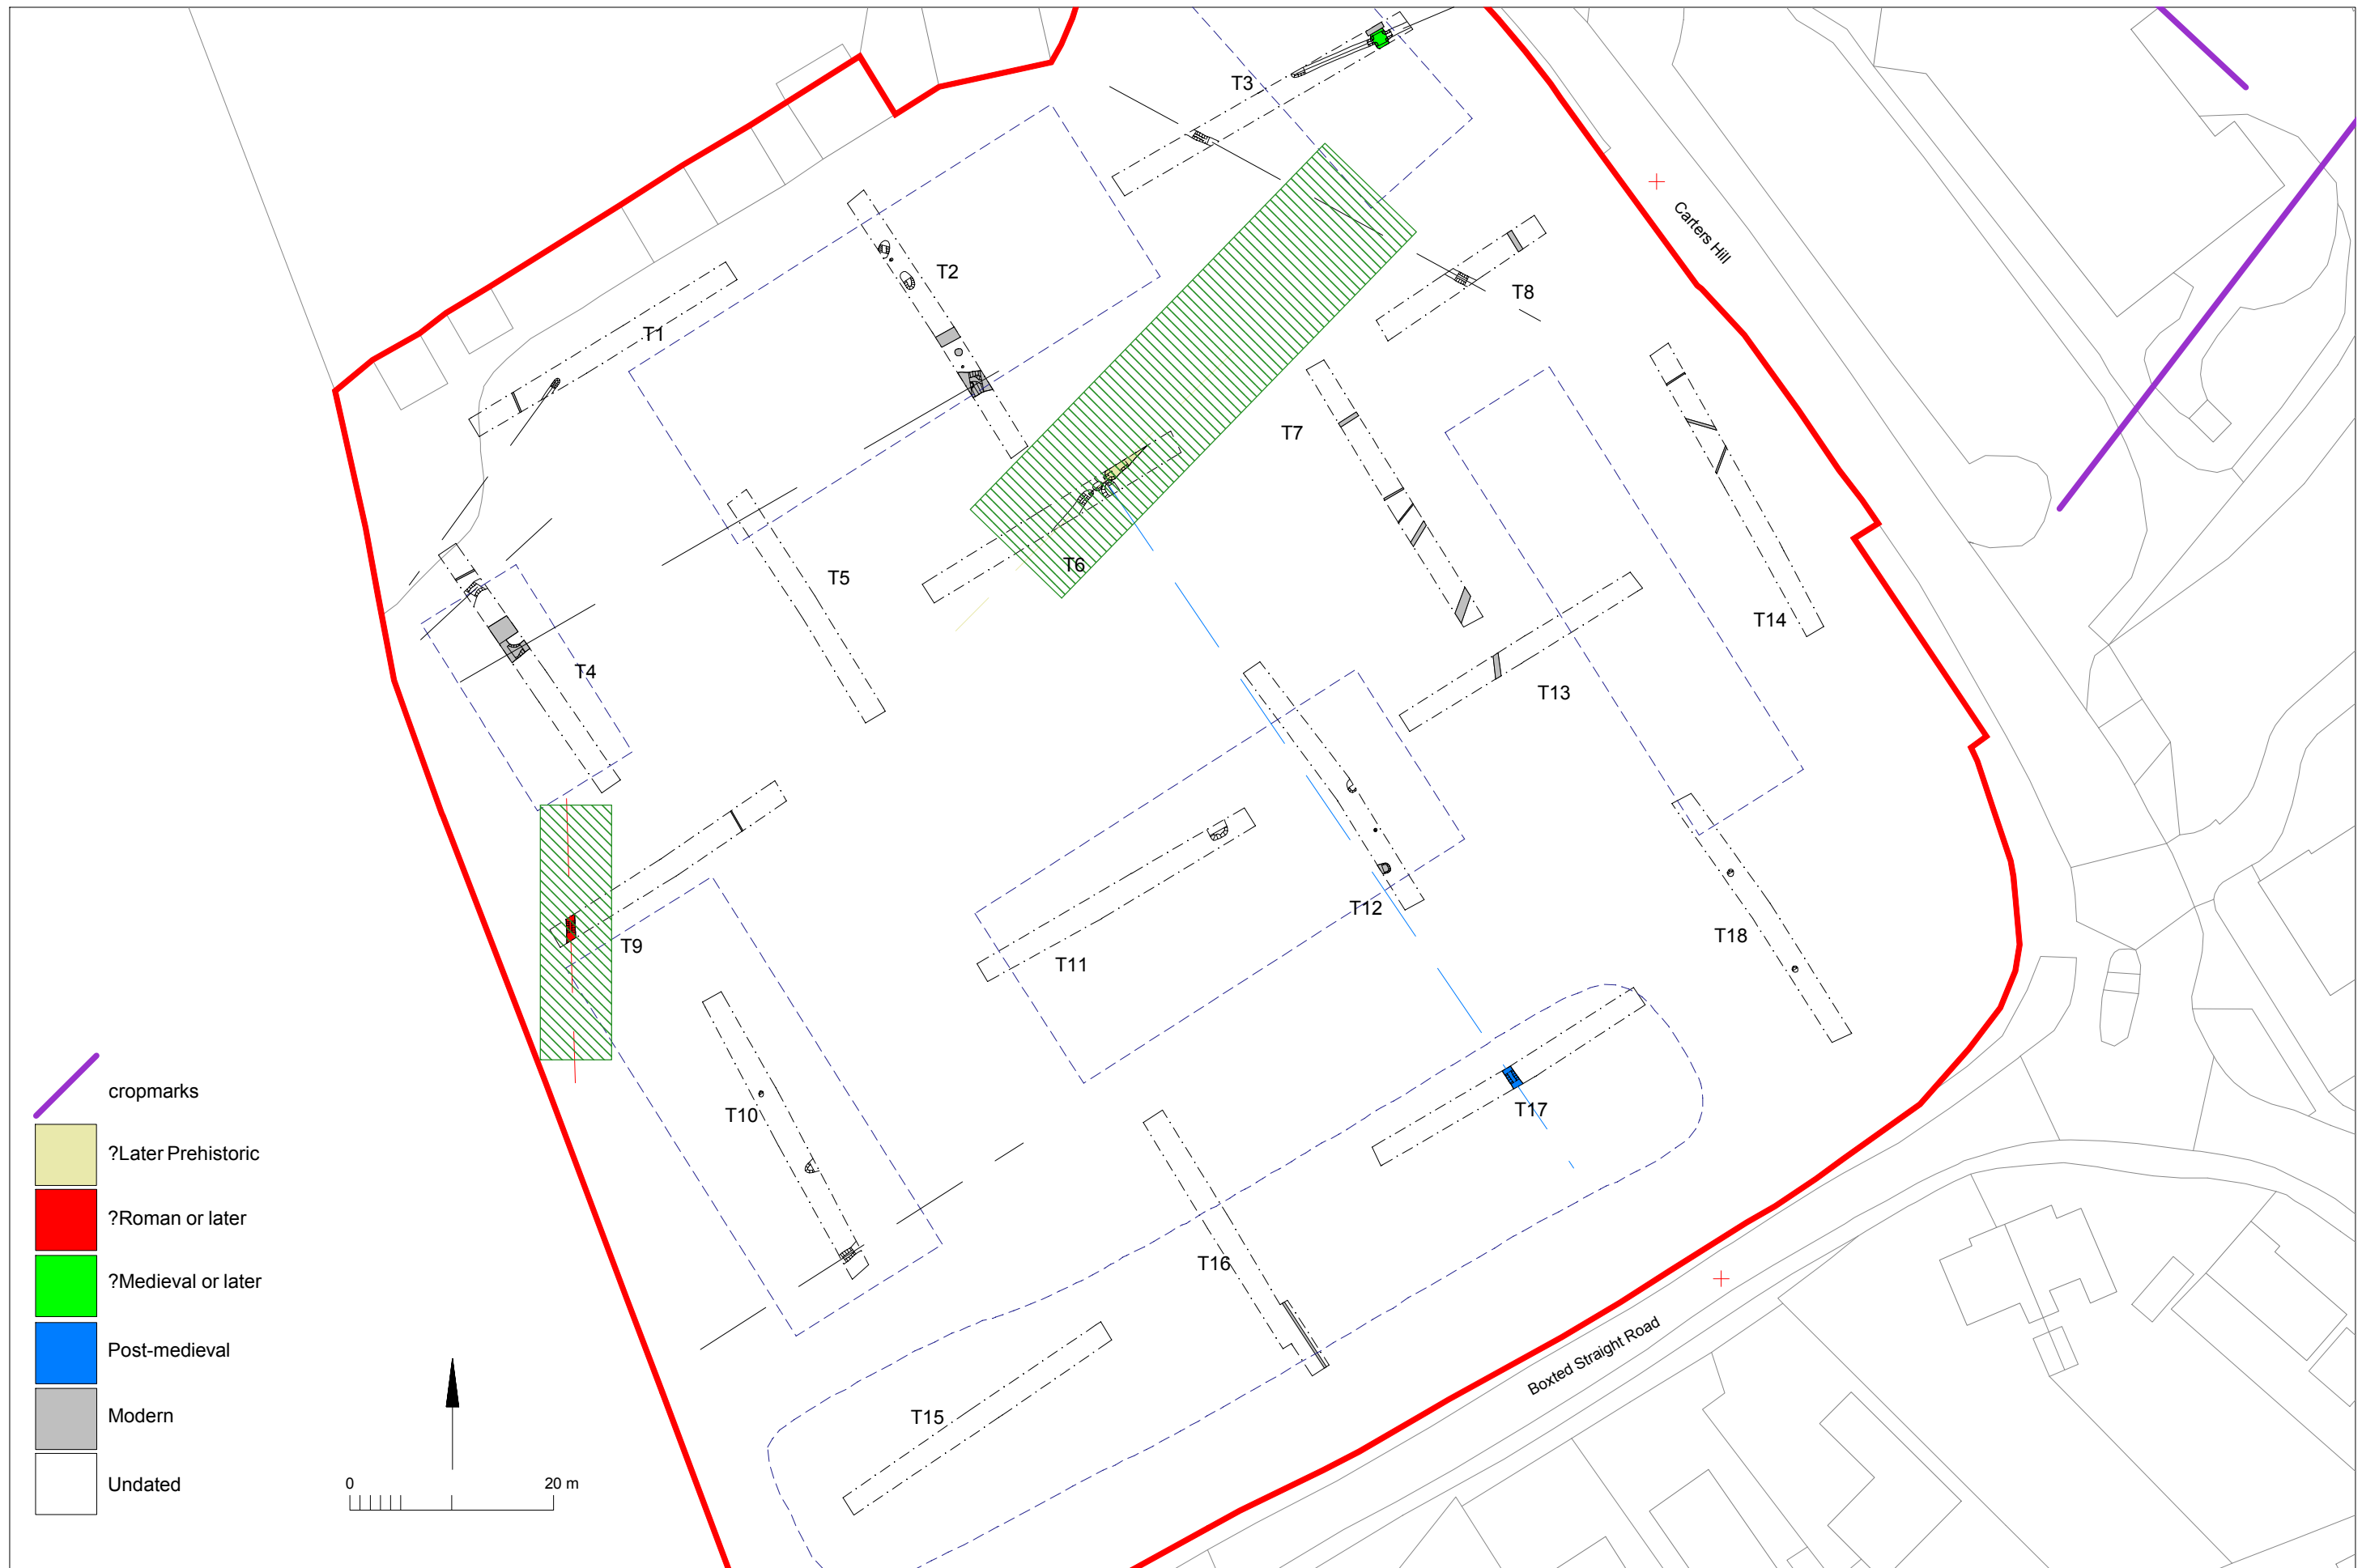 T3
Carters Hill
T2
T8
T1
T7
T6
T5
T14
T4
T13
T12
T18
T9
T11
cropmarks
T10
T17
?Later Prehistoric
?Roman or later
T16
?Medieval or later
Post-medieval
Boxted Straight Road
Modern
T15
Undated
0 20 m